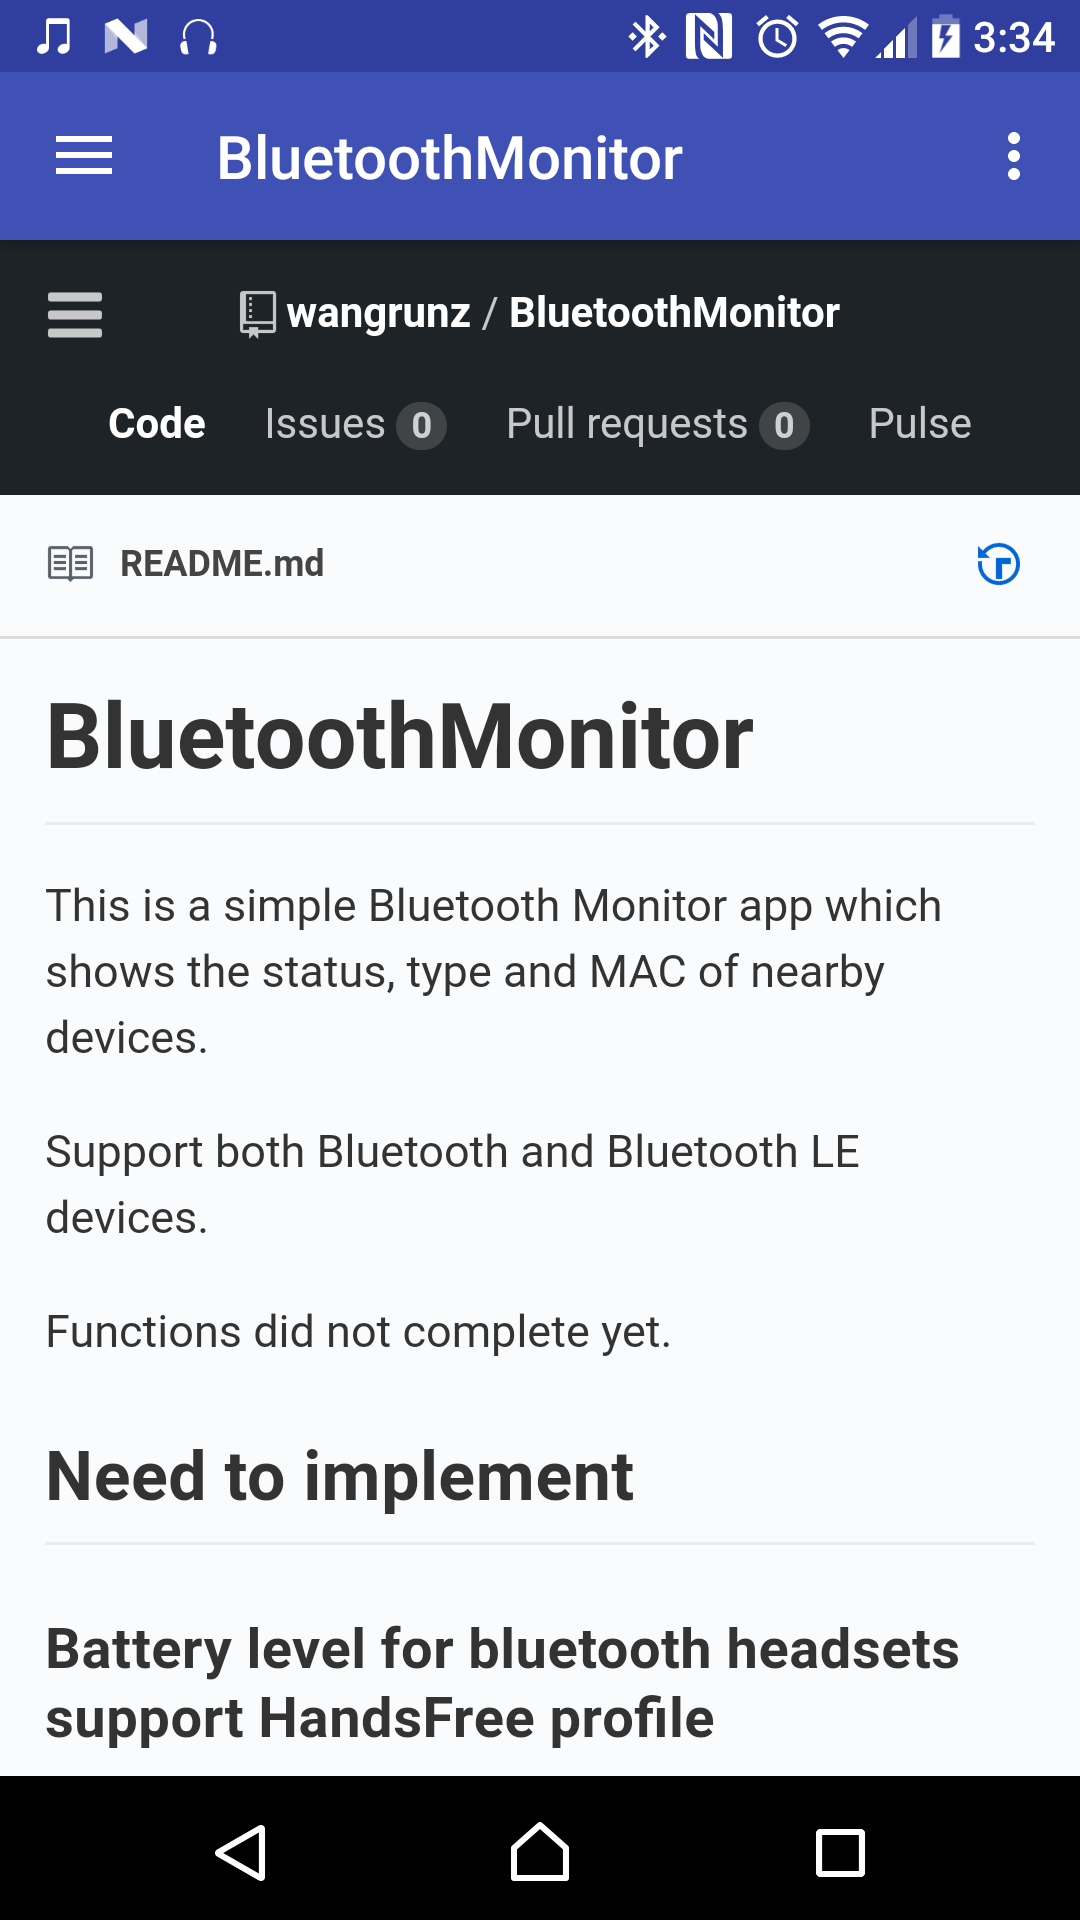 3:34
BluetoothMonitor
wangrunz / BluetoothMonitor
Code Issues 0 Pull requests 0 Pulse
README.md
BluetoothMonitor
This is a simple Bluetooth Monitor app which
shows the status, type and MAC of nearby
devices.
Support both Bluetooth and Bluetooth LE
devices.
Functions did not complete yet.
Need to implement
Battery level for bluetooth headsets
support HandsFree profile